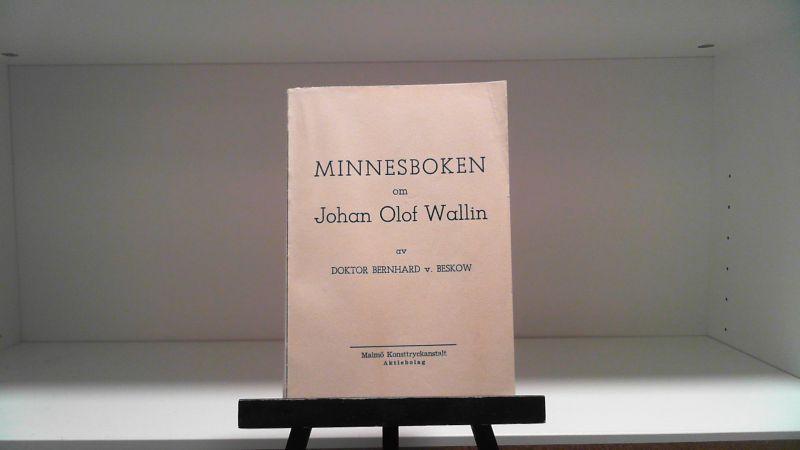 MINNESBOKEN
om
Johan Olof Wallin
av
DOKTOR BERNHARD v. BESKOW
Malmö Konsttryckanstalt
Aktiebolag